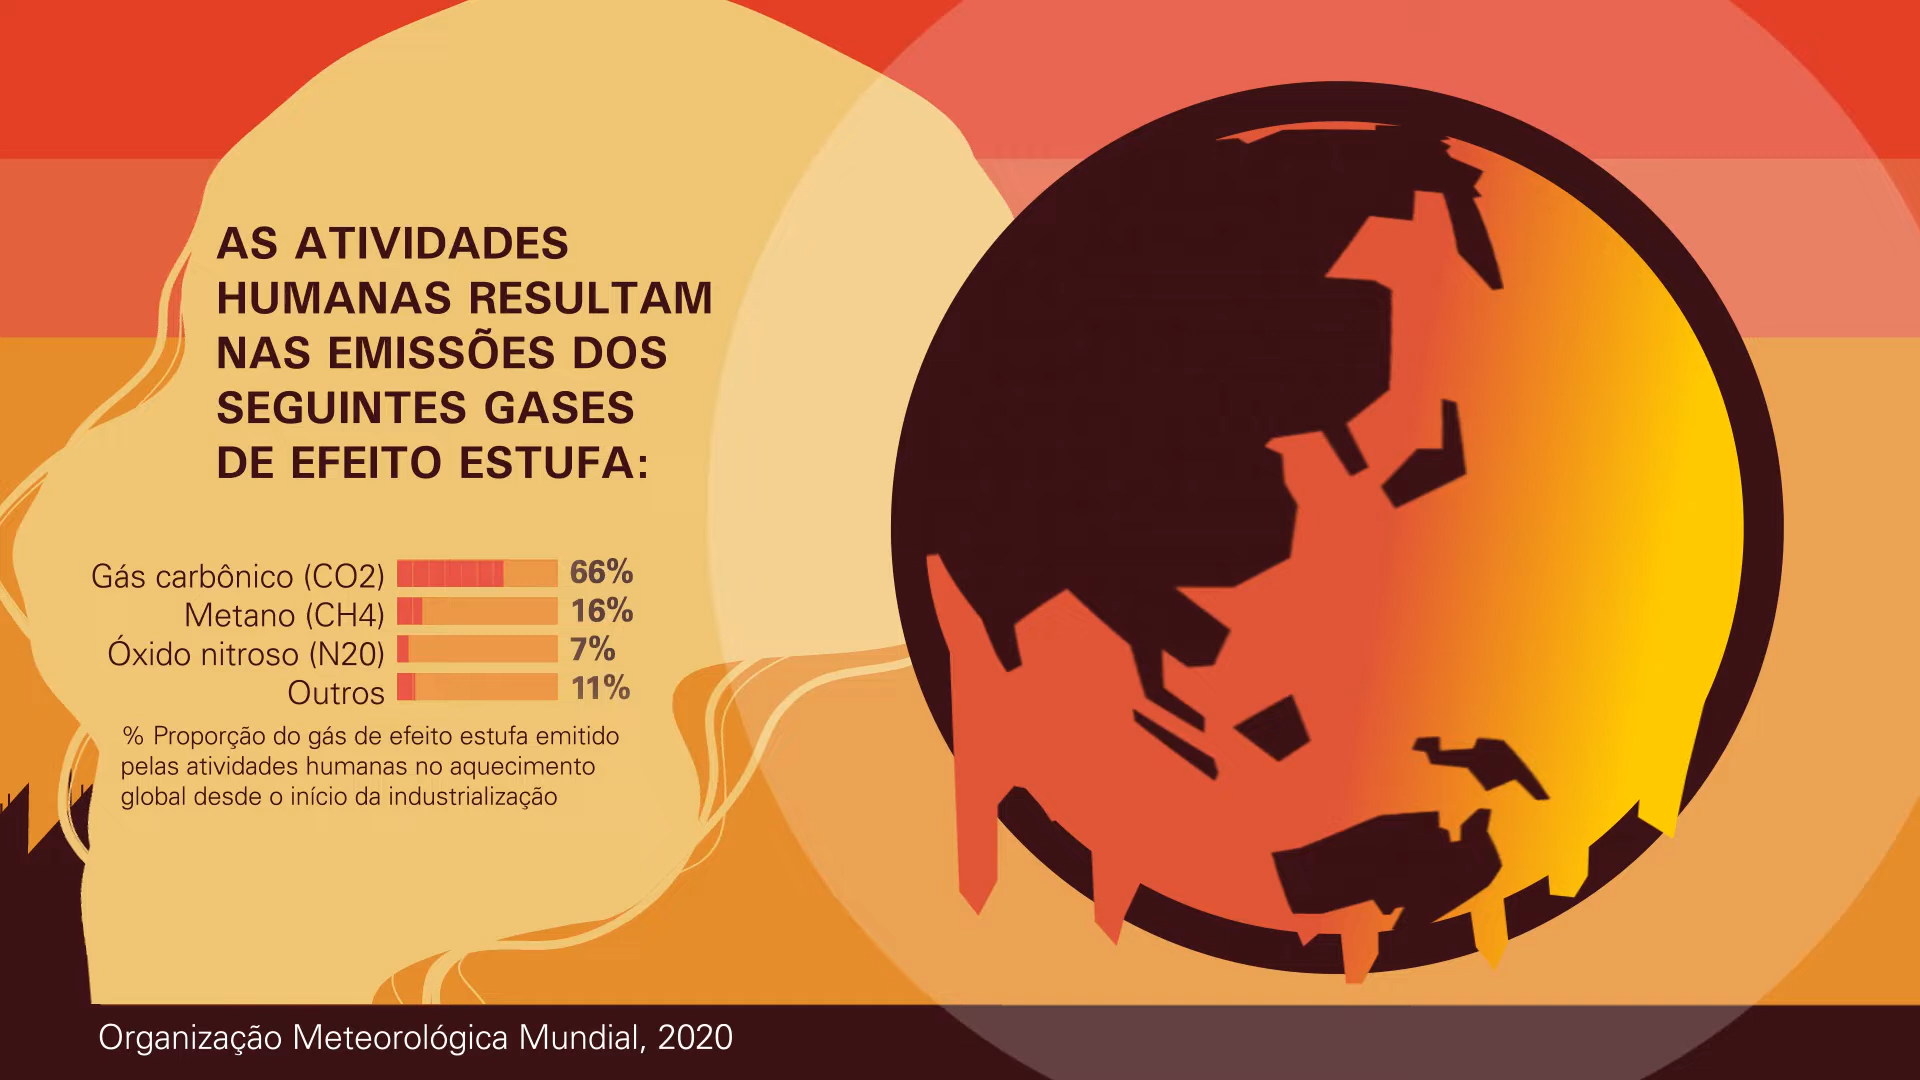 AS ATIVIDADES
HUMANAS RESULTAM
NAS EMISSÕES DOS
SEGUINTES GASES
DE EFEITO ESTUFA:
Gás carbônico (CO2) 66%
Metano (CH4) 16%
Óxido nitroso (N20) 7%
Outros 11%
% Proporção do gás de efeito estufa emitido
pelas atividades humanas no aquecimento
global desde o início da industrialização
Organização Meteorológica Mundial, 2020